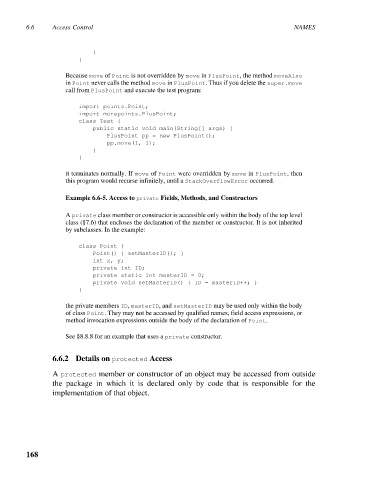 6.6 Access Control NAMES
}
}
Because move of Point is not overridden by move in PlusPoint, the method moveAlso
in Point never calls the method move in PlusPoint. Thus if you delete the super.move
call from PlusPoint and execute the test program:
import points.Point;
import morepoints.PlusPoint;
class Test {
public static void main(String[] args) {
PlusPoint pp = new PlusPoint();
pp.move(1, 1);
}
}
it terminates normally. If move of Point were overridden by move in PlusPoint, then
this program would recurse infinitely, until a StackOverflowError occurred.
Example 6.6-5. Access to private Fields, Methods, and Constructors
A private class member or constructor is accessible only within the body of the top level
class (§7.6) that encloses the declaration of the member or constructor. It is not inherited
by subclasses. In the example:
class Point {
Point() { setMasterID(); }
int x, y;
private int ID;
private static int masterID = 0;
private void setMasterID() { ID = masterID++; }
}
the private members ID, masterID, and setMasterID may be used only within the body
of class Point. They may not be accessed by qualified names, field access expressions, or
method invocation expressions outside the body of the declaration of Point.
See §8.8.8 for an example that uses a private constructor.
6.6.2 Details on protected Access
A protected member or constructor of an object may be accessed from outside
the package in which it is declared only by code that is responsible for the
implementation of that object.
168